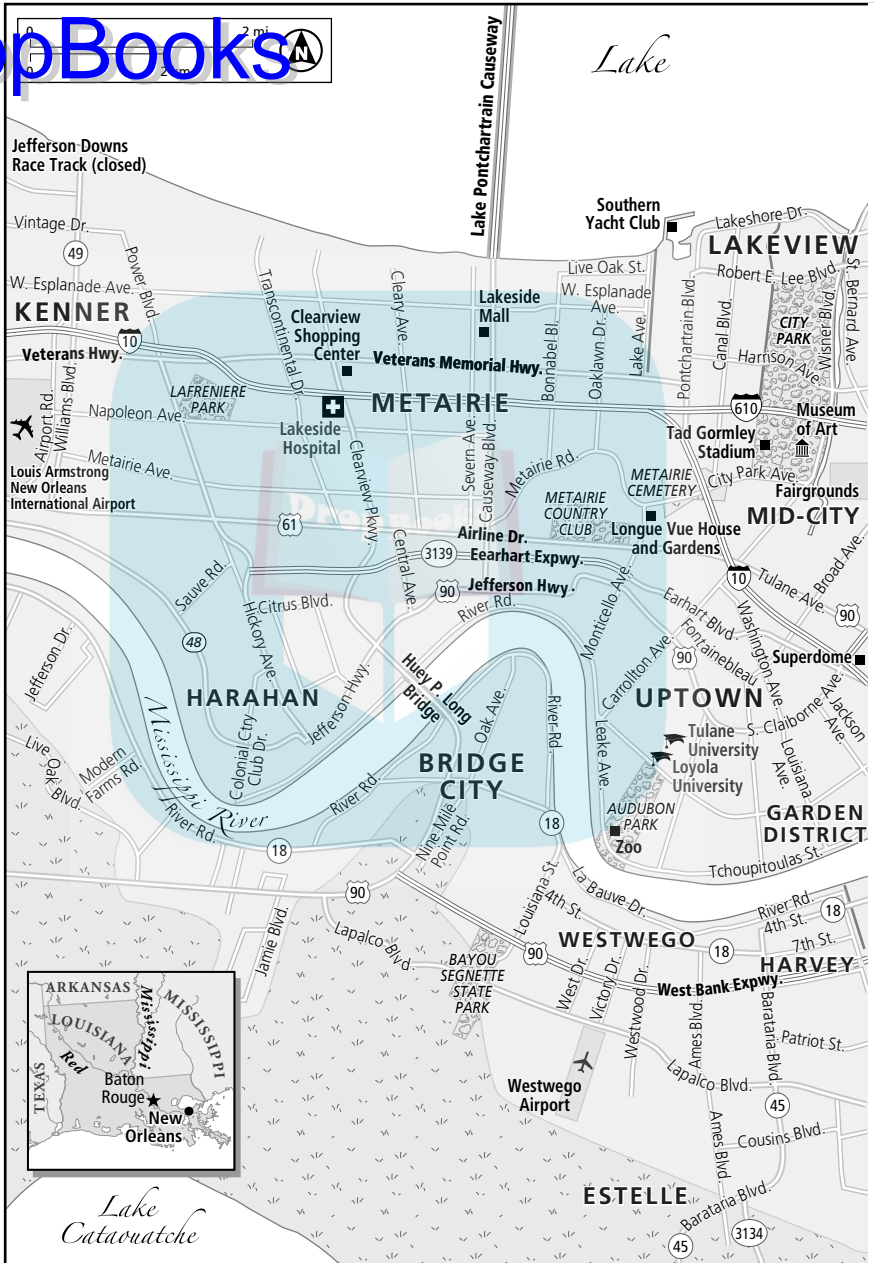 0 2 mi
0 2 km
N
opBooks
Lake
Lake Pontchartrain Causeway
Jefferson Downs
Race Track (closed)
Southern
Yacht Club
Lakeshore Dr.
LAKEVIEW
Vintage Dr.
49
Power Blvd.
Robert E. Lee Blvd.
St. Bernard Ave.
W. Esplanade Ave.
KENNER
Transcontinental Dr.
Cleary Ave.
Live Oak St.
W. Esplanade
Ave.
Lakeside
Mall
Clearview
Shopping
Center
CITY
PARK
Wisner Blvd.
10
Veterans Hwy.
Veterans Memorial Hwy.
Bonnabel Bl.
Oaklawn Dr.
Lake Ave.
Pontchartrain Blvd.
Canal Blvd.
Harrison Ave.
LAFRENIERE
PARK
METAIRIE
610
Museum
of Art
Airport Rd.
Williams Blvd.
Napoleon Ave.
Lakeside
Hospital
Tad Gormley
Stadium
Clearview Pkwy.
Severn Ave.
Causeway Blvd.
Metairie Rd.
Metairie Ave.
Louis Armstrong
New Orleans
International Airport
METAIRIE
CEMETERY
City Park Ave.
Fairgrounds
METAIRIE
COUNTRY
CLUB
MID-CITY
DropBooks
61
Airline Dr.
Longue Vue House
and Gardens
3139
Eearhart Expwy.
Broad Ave.
Central Ave.
10
Tulane Ave.
Sauve Rd.
90
Jefferson Hwy.
Citrus Blvd.
River Rd.
Monticello Ave.
Earhart Blvd.
90
Hickory Ave.
48
Fontainebleau
Washington Ave.
Jefferson Dr.
Carrollton Ave.
90
Superdome
Huey P. Long
Bridge
HARAHAN
Jefferson Hwy.
Oak Ave.
UPTOWN
Mississippi River
River Rd.
Leake Ave.
S. Claiborne Ave.
Jackson
Ave.
Tulane
University
Loyola
University
Louisiana
Ave.
Live Oak
Blvd.
Modern
Farms Rd.
Colonial Ctry
Club Dr.
BRIDGE
CITY
River Rd.
River Rd.
AUDUBON
PARK
GARDEN
DISTRICT
Nine Mile
Point Rd.
18
18
Zoo
Tchoupitoulas St.
90
Louisiana St.
La Bauve Dr.
4th St.
River Rd.
4th St.
18
Jamie Blvd.
Lapalco Blvd.
WESTWEGO
18
7th St.
90
HARVEY
BAYOU
SEGNETTE
STATE
PARK
West Dr.
Victory Dr.
Westwood Dr.
West Bank Expwy.
ARKANSAS
Mississippi
MISSISSIPPI
LOUISIANA
Red
TEXAS
Baton
Rouge
New
Orleans
Ames Blvd.
Barataria Blvd.
Patriot St.
Westwego
Airport
Lapalco Blvd.
45
Ames Blvd.
Cousins Blvd.
ESTELLE
Barataria Blvd.
Lake
Cataouatche
45
3134